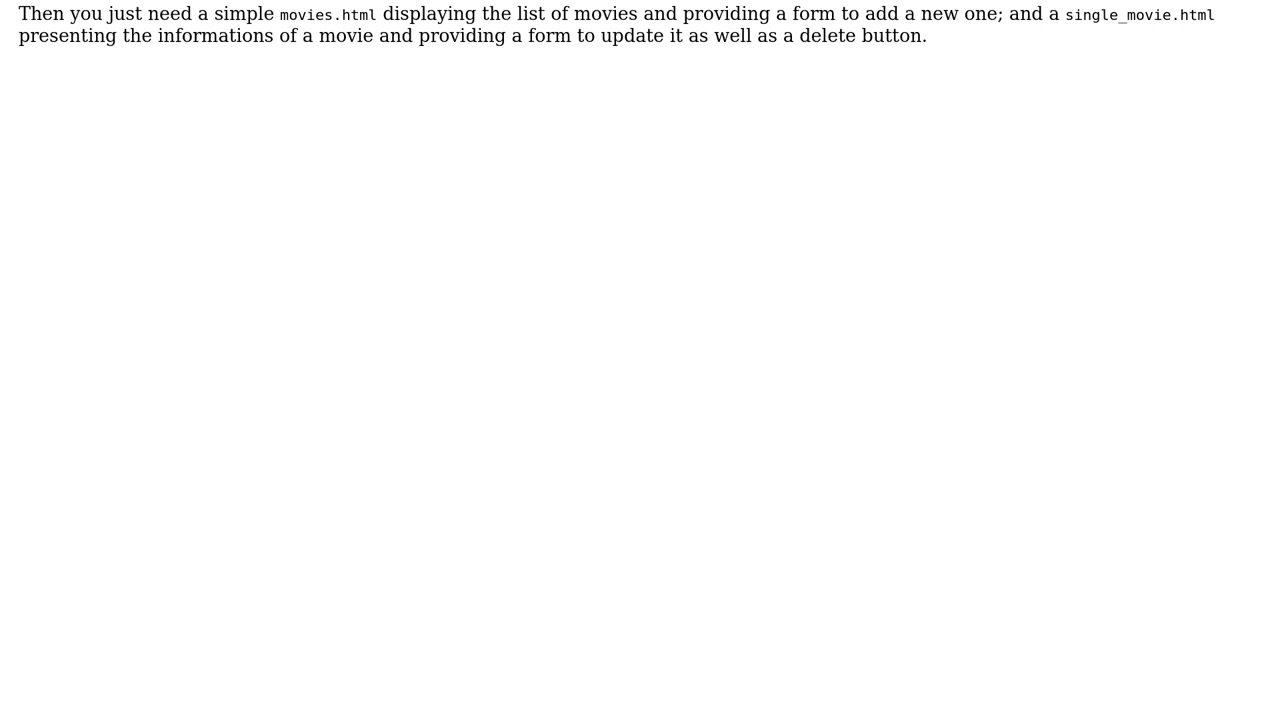 Then you just need a simple movies.html displaying the list of movies and providing a form to add a new one; and a single_movie.html
presenting the informations of a movie and providing a form to update it as well as a delete button.